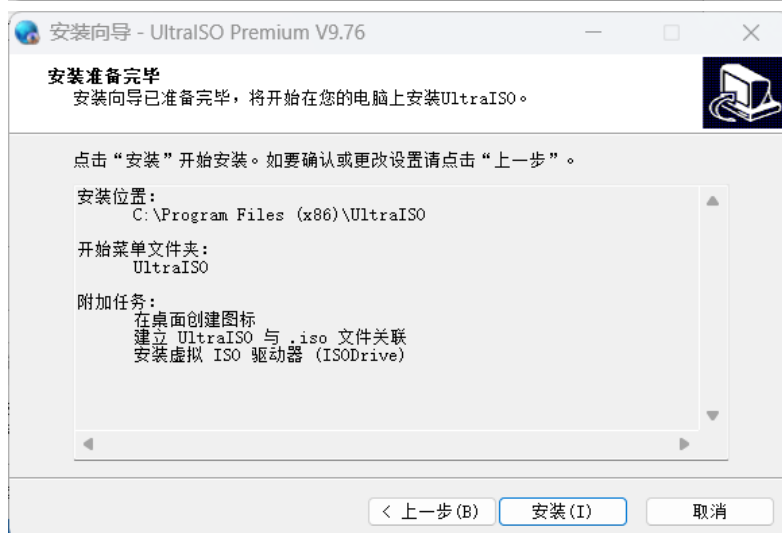 安装向导 - UltraISO Premium V9.76
安装准备完毕
安装向导已准备完毕，将开始在您的电脑上安装UltraISO。
点击“安装”开始安装。如要确认或更改设置请点击“上一步”。
安装位置：
C:\Program Files (x86)\UltraISO
开始菜单文件夹：
UltraISO
附加任务：
在桌面创建图标
建立 UltraISO 与 .iso 文件关联
安装虚拟 ISO 驱动器 (ISODrive)
< 上一步(B) 安装(I) 取消